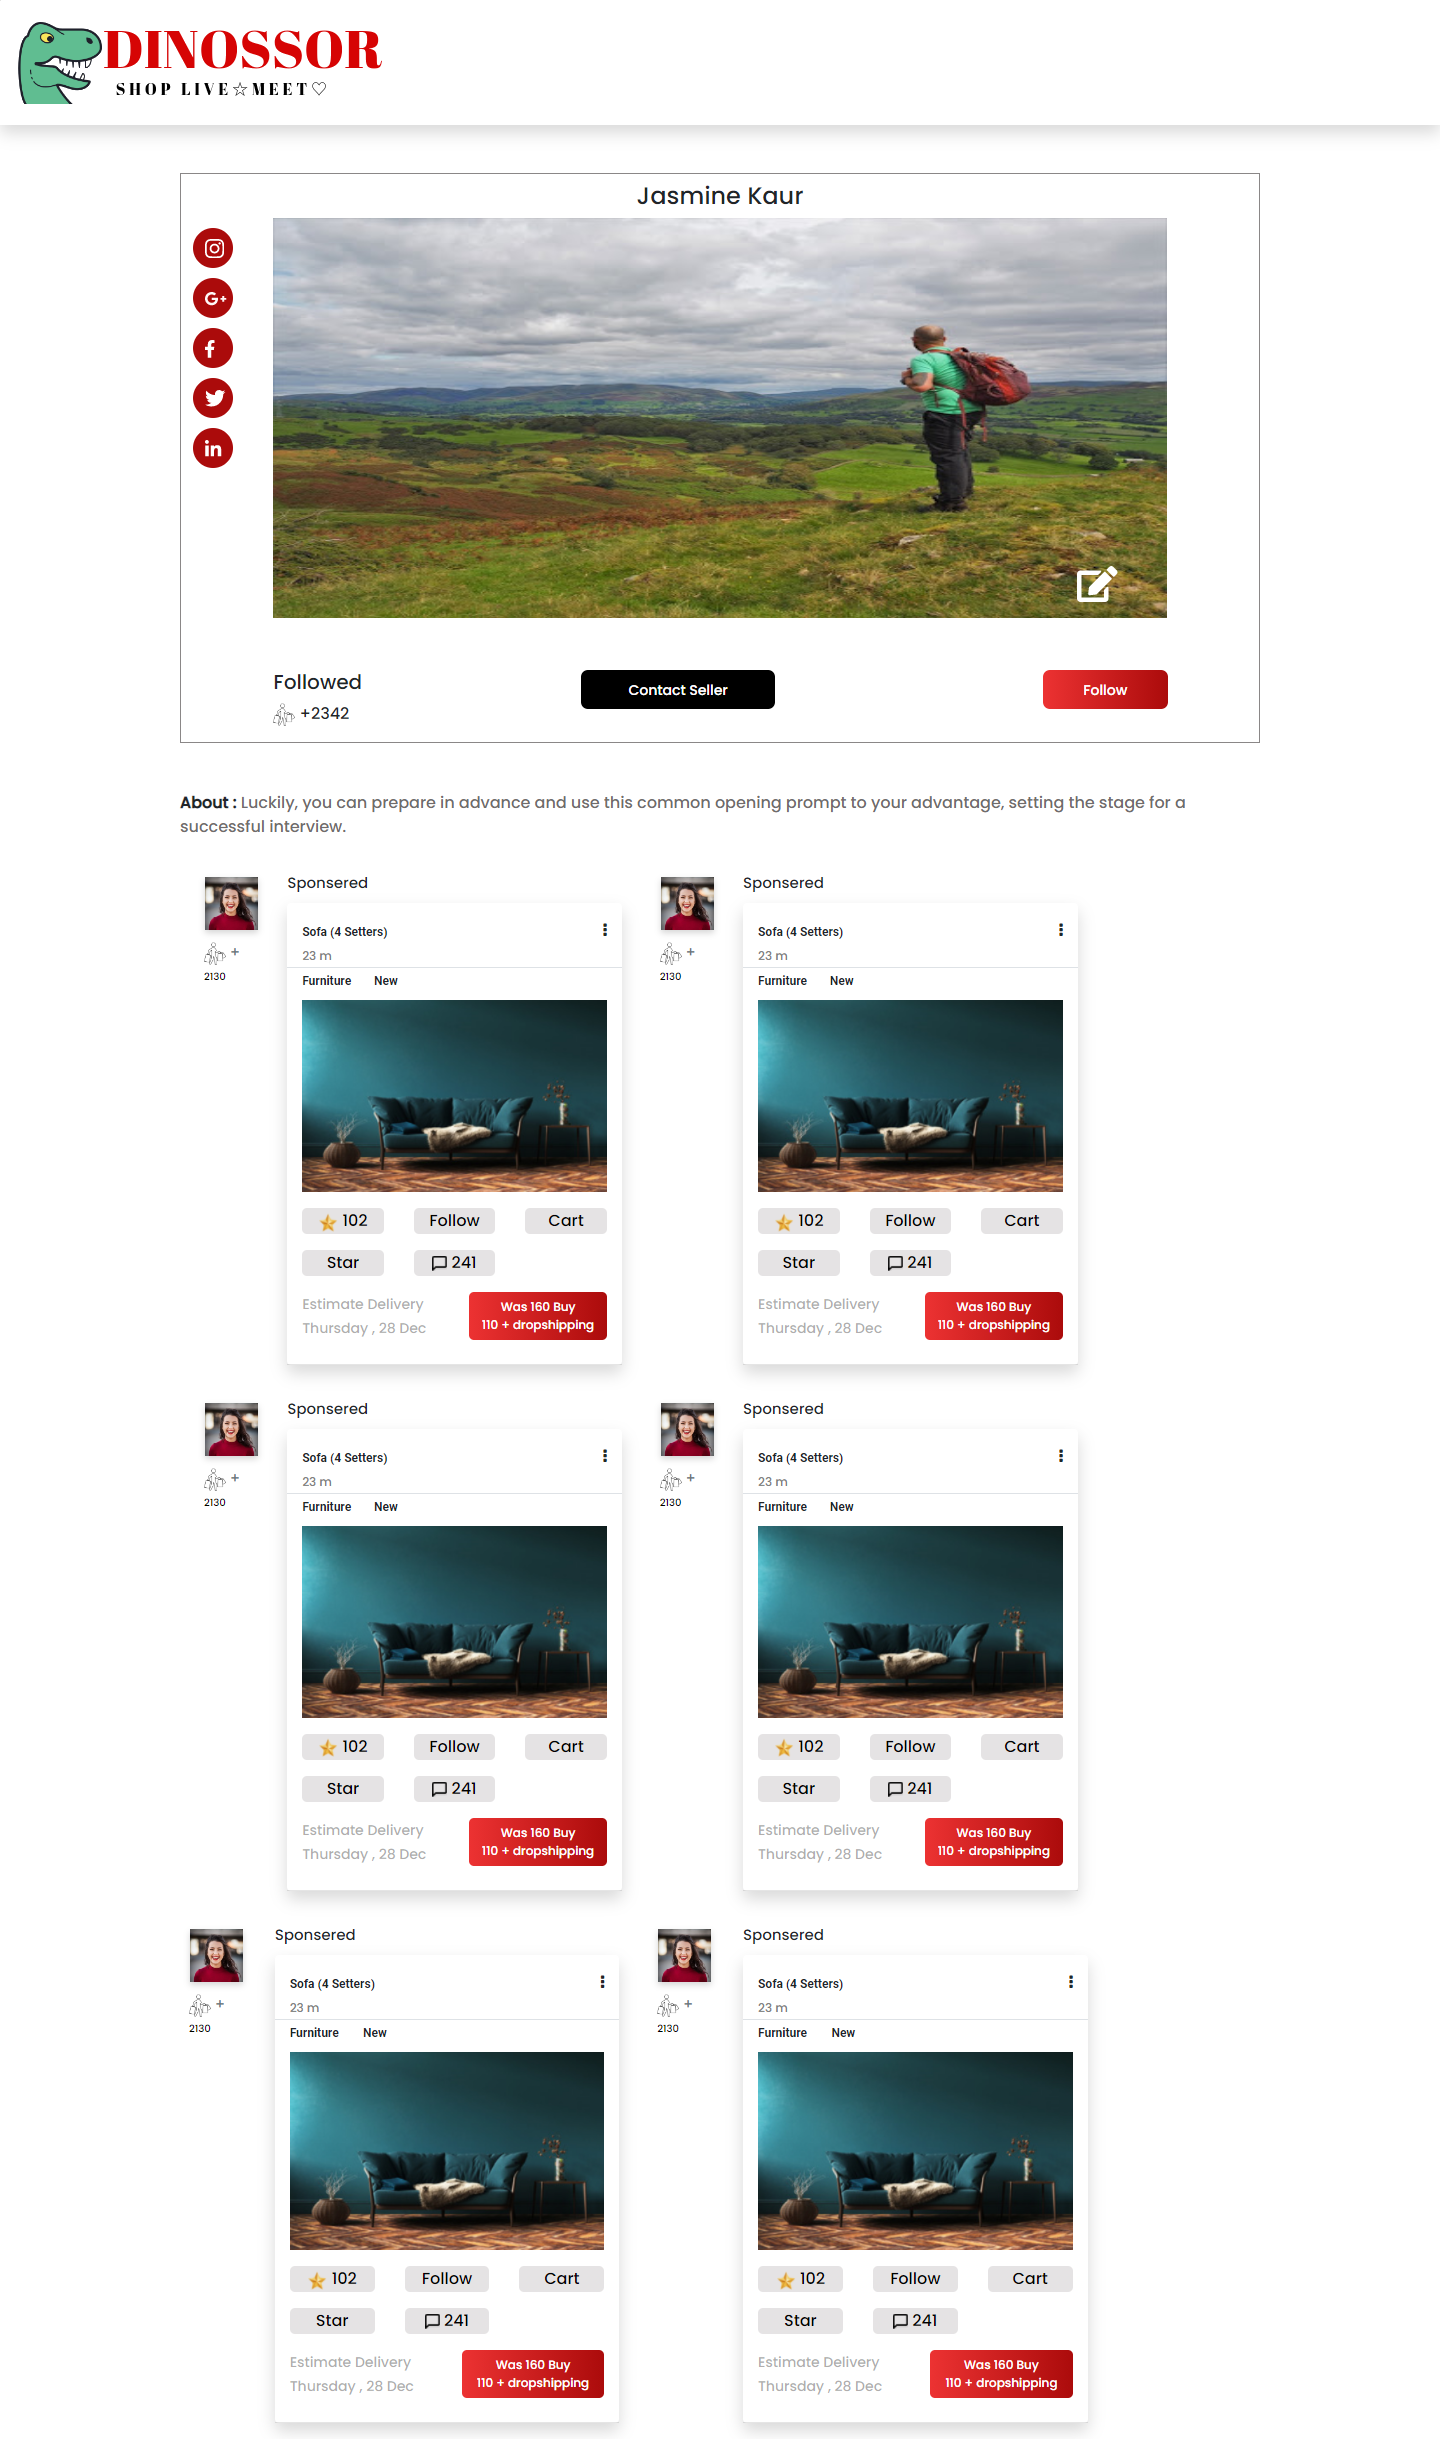 DINOSSOR
SHOP LIVE☆MEET♡
Jasmine Kaur
Followed
+2342
Contact Seller
Follow
About : Luckily, you can prepare in advance and use this common opening prompt to your advantage, setting the stage for a
successful interview.
Sponsered
+
2130
Sofa (4 Setters)
23 m
Furniture New
102 Follow Cart
Star 241
Estimate Delivery
Thursday , 28 Dec
Was 160 Buy
110 + dropshipping
Sponsered
+
2130
Sofa (4 Setters)
23 m
Furniture New
102 Follow Cart
Star 241
Estimate Delivery
Thursday , 28 Dec
Was 160 Buy
110 + dropshipping
Sponsered
+
2130
Sofa (4 Setters)
23 m
Furniture New
102 Follow Cart
Star 241
Estimate Delivery
Thursday , 28 Dec
Was 160 Buy
110 + dropshipping
Sponsered
+
2130
Sofa (4 Setters)
23 m
Furniture New
102 Follow Cart
Star 241
Estimate Delivery
Thursday , 28 Dec
Was 160 Buy
110 + dropshipping
Sponsered
+
2130
Sofa (4 Setters)
23 m
Furniture New
102 Follow Cart
Star 241
Estimate Delivery
Thursday , 28 Dec
Was 160 Buy
110 + dropshipping
Sponsered
+
2130
Sofa (4 Setters)
23 m
Furniture New
102 Follow Cart
Star 241
Estimate Delivery
Thursday , 28 Dec
Was 160 Buy
110 + dropshipping